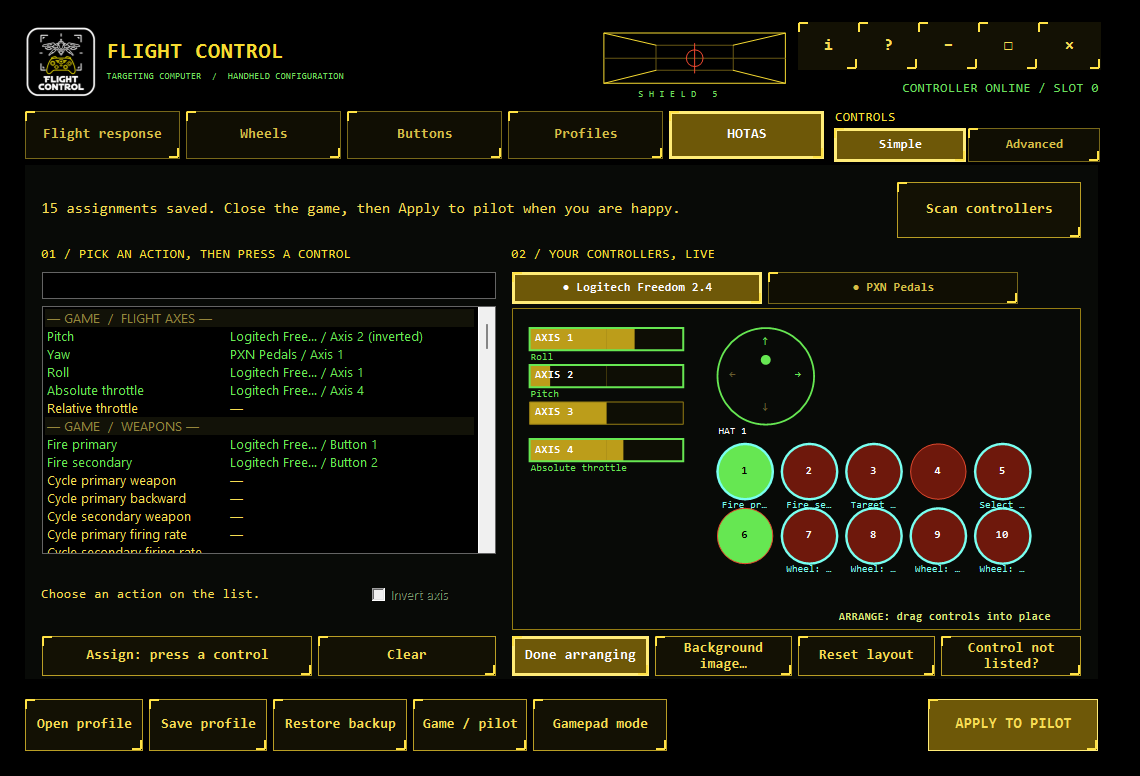 FLIGHT CONTROL
FLIGHT CONTROL
TARGETING COMPUTER / HANDHELD CONFIGURATION
SHIELD 5
i ? – □ ×
CONTROLLER ONLINE / SLOT 0
Flight response
Wheels
Buttons
Profiles
HOTAS
CONTROLS
Simple
Advanced
15 assignments saved. Close the game, then Apply to pilot when you are happy.
Scan controllers
01 / PICK AN ACTION, THEN PRESS A CONTROL
— GAME / FLIGHT AXES —
Pitch Logitech Free... / Axis 2 (inverted)
Yaw PXN Pedals / Axis 1
Roll Logitech Free... / Axis 1
Absolute throttle Logitech Free... / Axis 4
Relative throttle —
— GAME / WEAPONS —
Fire primary Logitech Free... / Button 1
Fire secondary Logitech Free... / Button 2
Cycle primary weapon —
Cycle primary backward —
Cycle secondary weapon —
Cycle primary firing rate —
Cycle secondary firing rate
Choose an action on the list.
Invert axis
Assign: press a control
Clear
02 / YOUR CONTROLLERS, LIVE
● Logitech Freedom 2.4
● PXN Pedals
AXIS 1
Roll
AXIS 2
Pitch
AXIS 3
AXIS 4
Absolute throttle
↑
← →
↓
HAT 1
1 2 3 4 5
Fire pr… Fire se… Target … Select …
6 7 8 9 10
Wheel: … Wheel: … Wheel: … Wheel: …
ARRANGE: drag controls into place
Done arranging
Background
image…
Reset layout
Control not
listed?
Open profile
Save profile
Restore backup
Game / pilot
Gamepad mode
APPLY TO PILOT